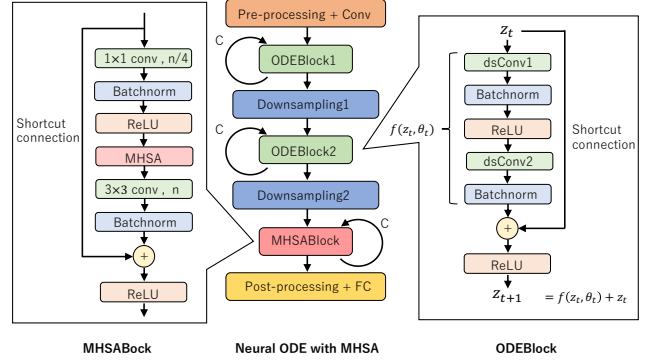 1×1 conv , n/4
Batchnorm
ReLU
MHSA
3×3 conv , n
Batchnorm
+
ReLU
Shortcut
connection
MHSABock
Pre-processing + Conv
C
ODEBlock1
Downsampling1
C
ODEBlock2
Downsampling2
C
MHSABlock
Post-processing + FC
Neural ODE with MHSA
z_t
dsConv1
Batchnorm
ReLU
dsConv2
Batchnorm
f(z_t, θ_t)
Shortcut
connection
+
ReLU
z_{t+1} = f(z_t, θ_t) + z_t
ODEBlock